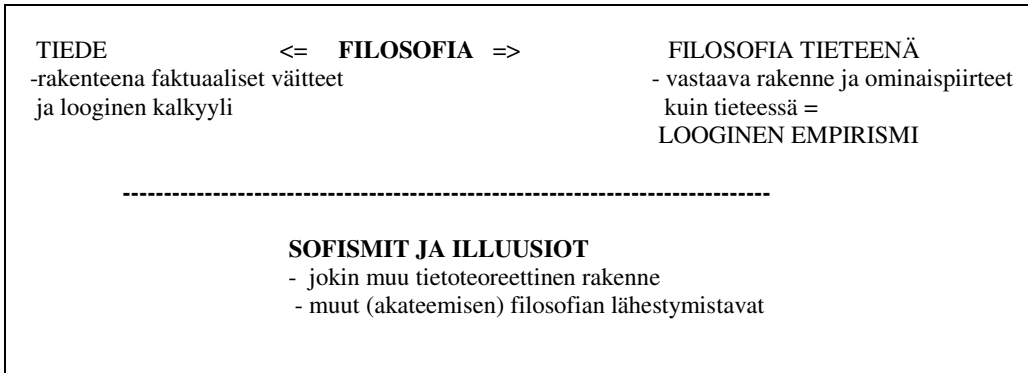 TIEDE <= FILOSOFIA => FILOSOFIA TIETEENÄ
-rakenteena faktuaaliset väitteet - vastaava rakenne ja ominaispiirteet
ja looginen kalkyyli kuin tieteessä =
LOOGINEN EMPIRISMI
-------------------------------------------------------------------------------
SOFISMIT JA ILLUUSIOT
- jokin muu tietoteoreettinen rakenne
- muut (akateemisen) filosofian lähestymistavat